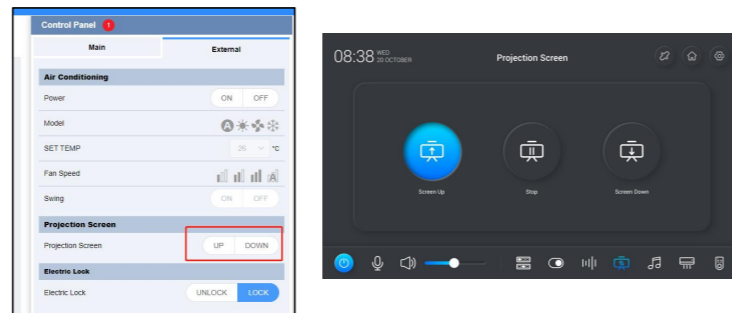 Control Panel 1
Main External
Air Conditioning
Power ON OFF
Model A
SET TEMP 25 °C
Fan Speed A
Swing ON OFF
Projection Screen
Projection Screen UP DOWN
Electric Lock
Electric Lock UNLOCK LOCK
08:38 WED
20 OCTOBER
Projection Screen
Screen Up Stop Screen Down